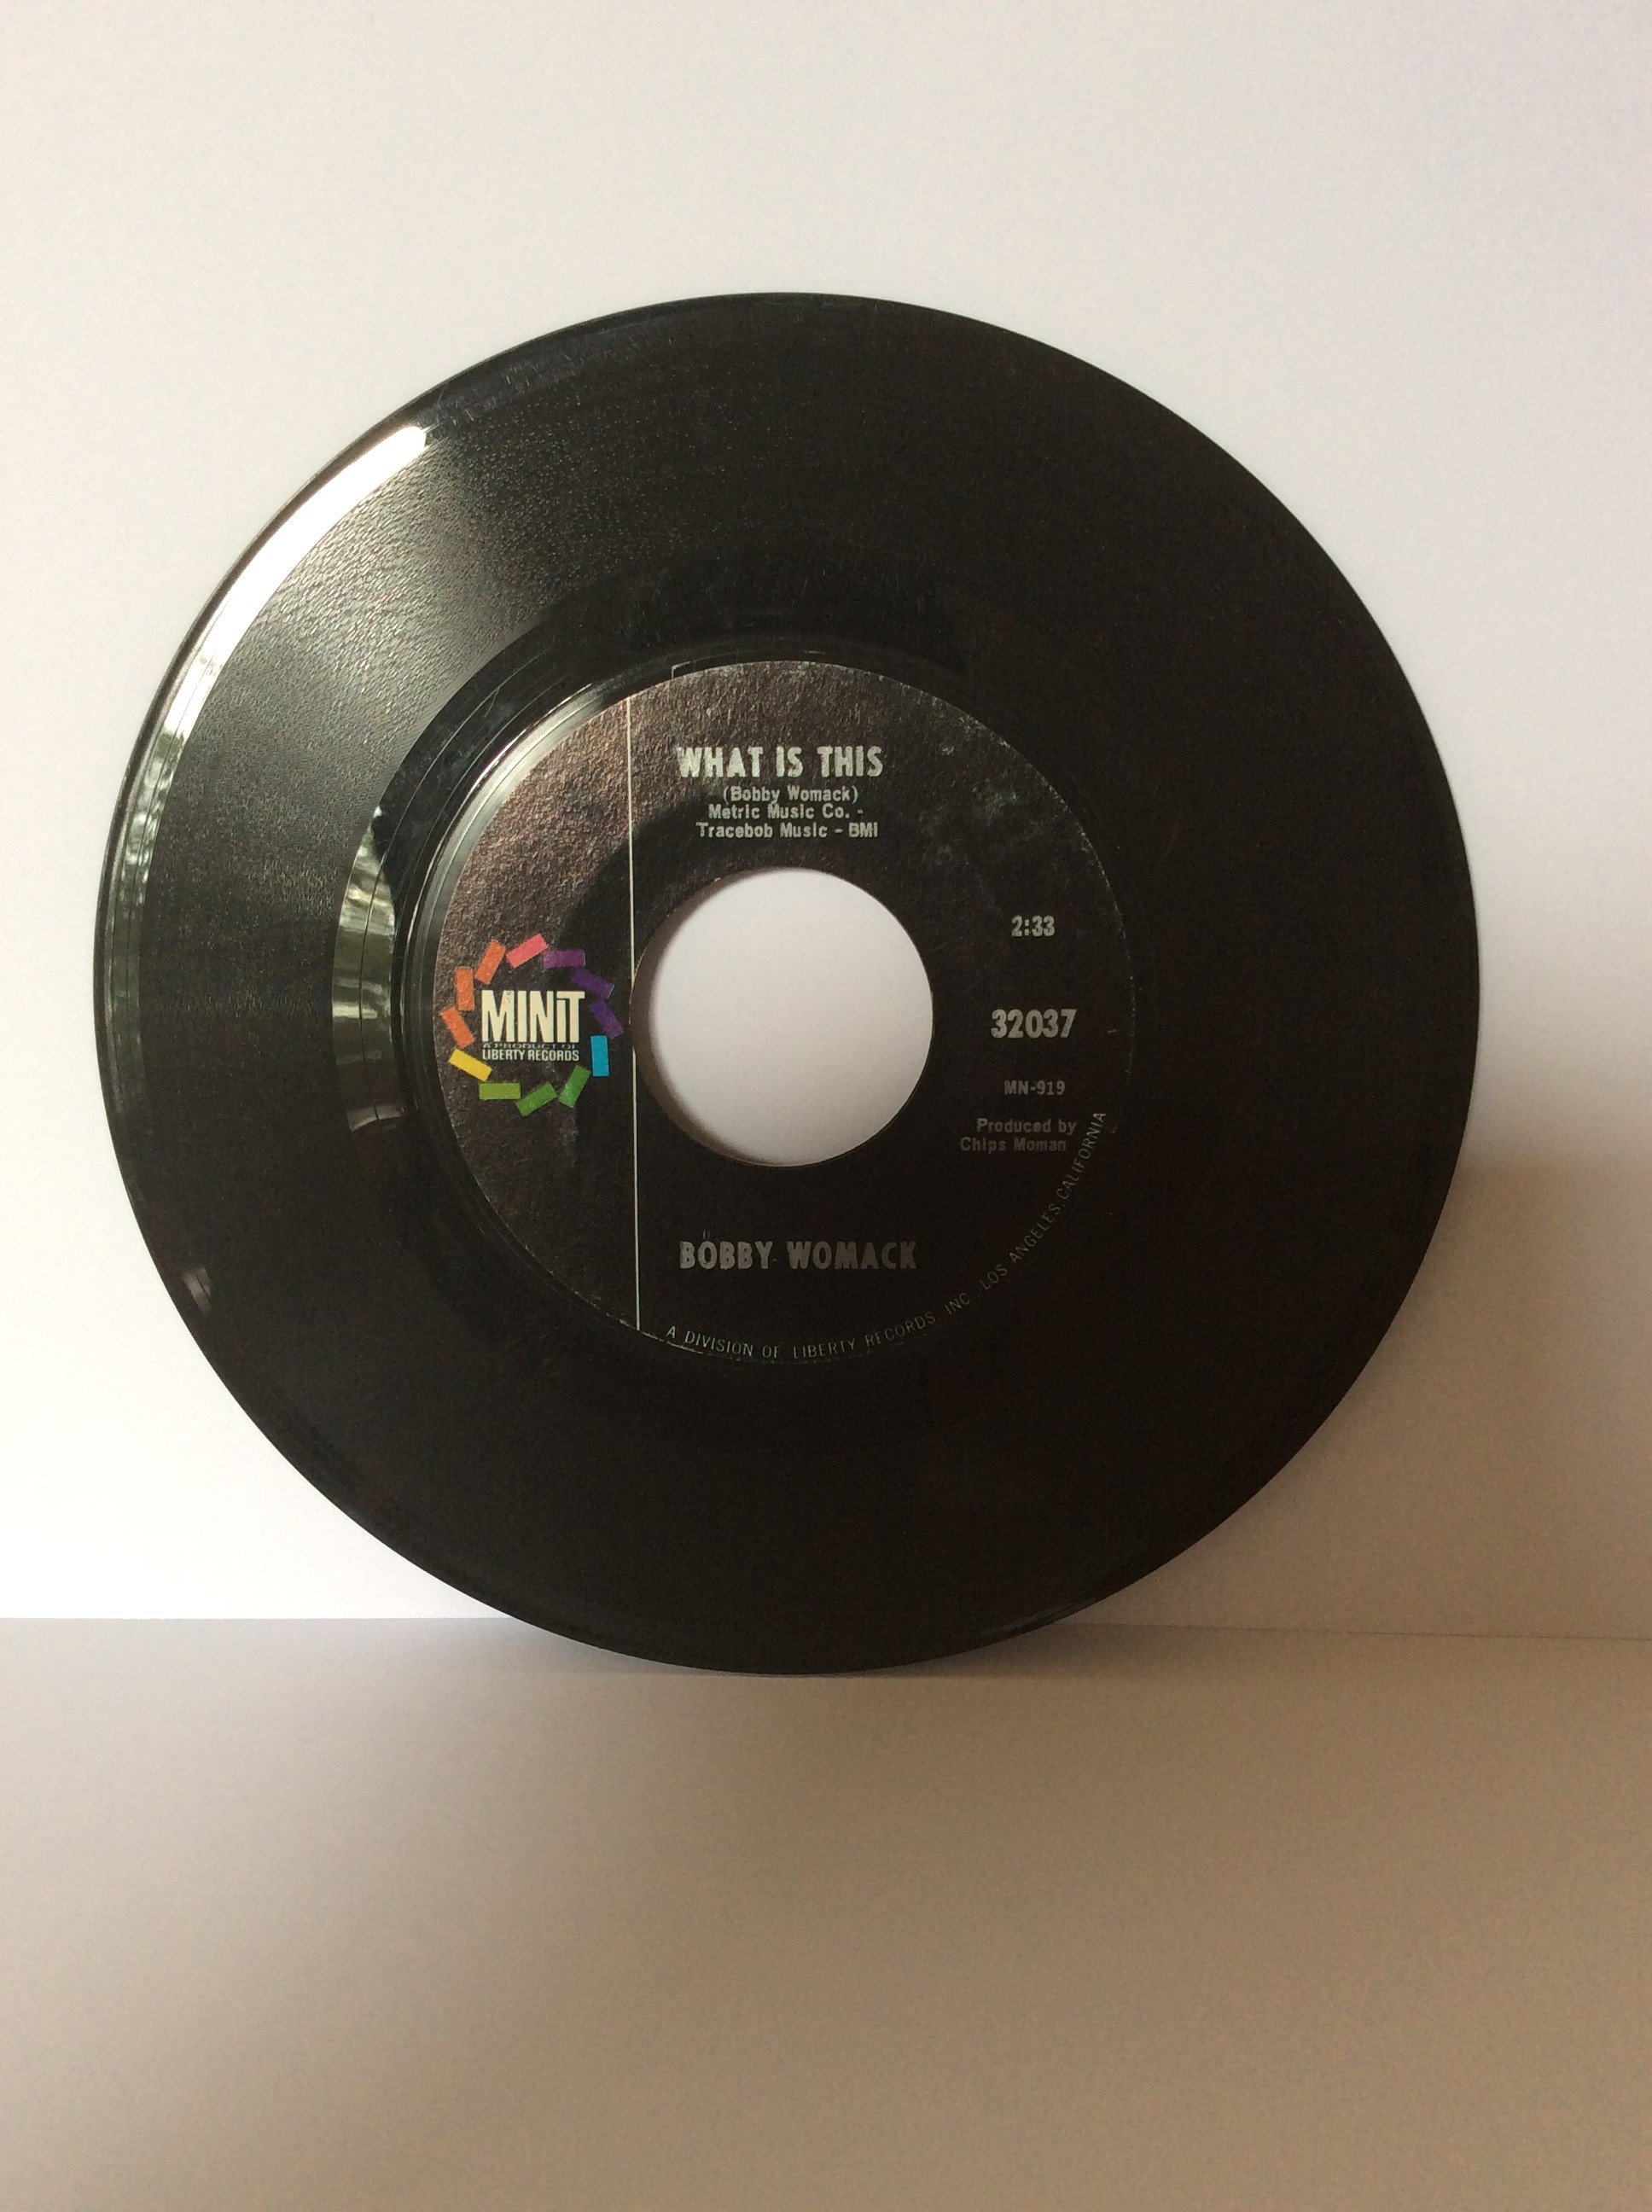 WHAT IS THIS
(Bobby Womack)
Metric Music Co. -
Tracebob Music - BMI
2:33
MINIT
A PRODUCT OF
LIBERTY RECORDS
32037
MN-919
Produced by
Chips Moman
BOBBY WOMACK
A DIVISION OF LIBERTY RECORDS, INC., LOS ANGELES, CALIFORNIA